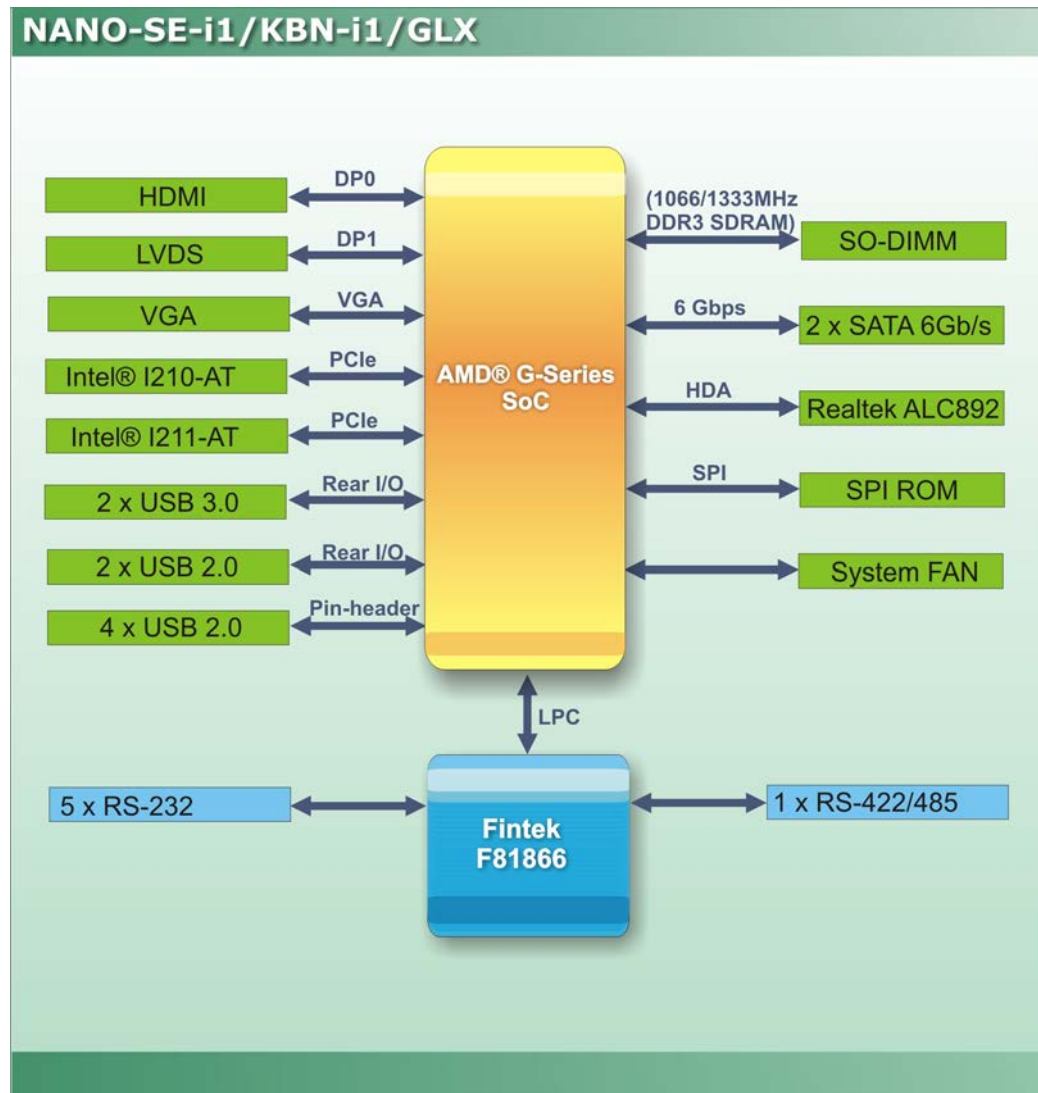 NANO-SE-i1/KBN-i1/GLX
HDMI
DP0
LVDS
DP1
VGA
VGA
Intel® I210-AT
PCIe
Intel® I211-AT
PCIe
2 x USB 3.0
Rear I/O
2 x USB 2.0
Rear I/O
4 x USB 2.0
Pin-header
AMD® G-Series
SoC
(1066/1333MHz
DDR3 SDRAM)
SO-DIMM
6 Gbps
2 x SATA 6Gb/s
HDA
Realtek ALC892
SPI
SPI ROM
System FAN
LPC
5 x RS-232
Fintek
F81866
1 x RS-422/485